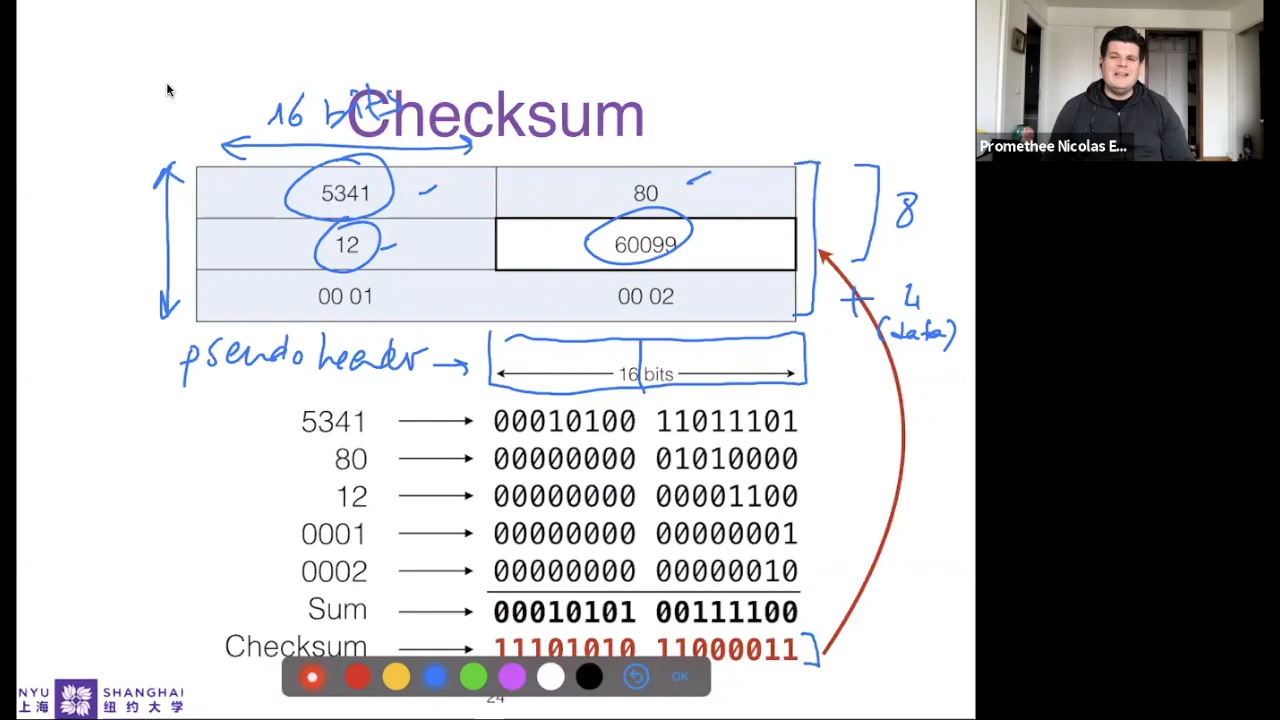 16 bits
Checksum
5341 80
12 60099
00 01 00 02
8
+ 4
(data)
pseudo header →
16 bits
5341 00010100 11011101
80 00000000 01010000
12 00000000 00001100
0001 00000000 00000001
0002 00000000 00000010
Sum 00010101 00111100
Checksum 11101010 11000011
OK
24
NYU SHANGHAI
上海 纽约大学
Promethee Nicolas E...